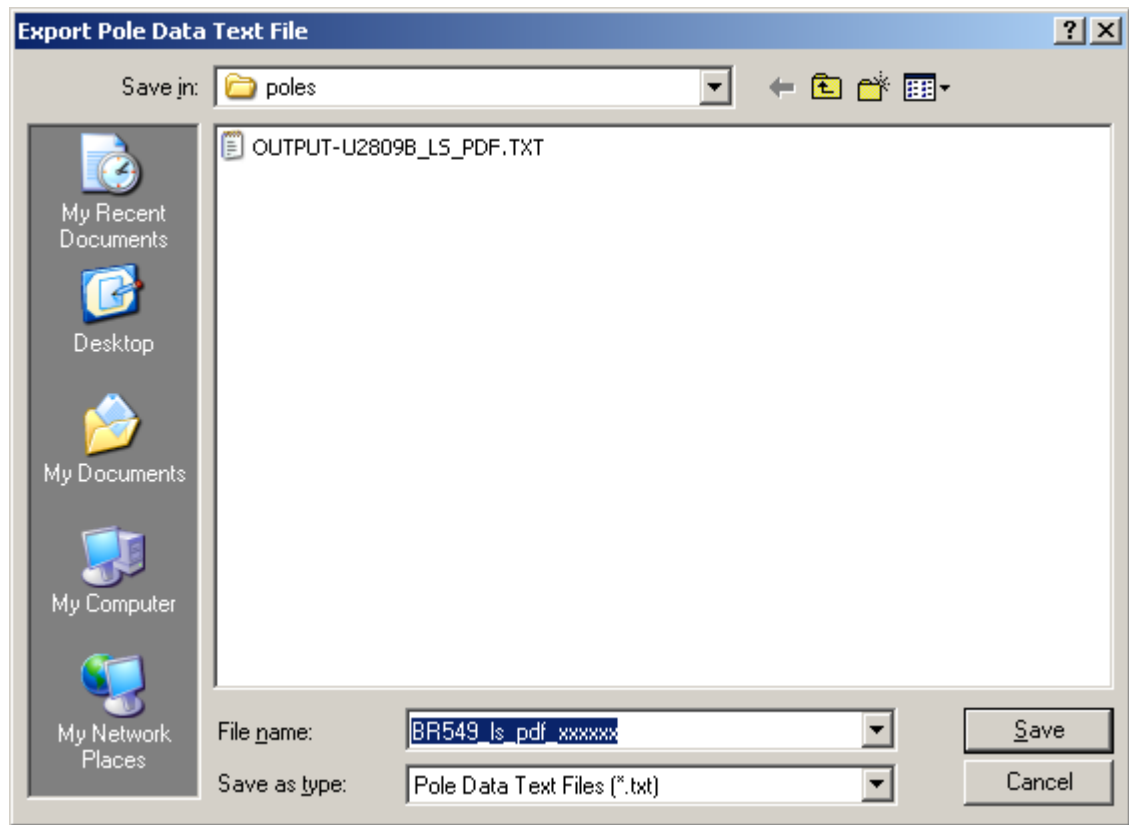 Export Pole Data Text File
Save in:
poles
OUTPUT-U2809B_LS_PDF.TXT
My Recent
Documents
Desktop
My Documents
My Computer
My Network
Places
File name:
BR549_ls_pdf_xxxxxx
Save
Save as type:
Pole Data Text Files (*.txt)
Cancel